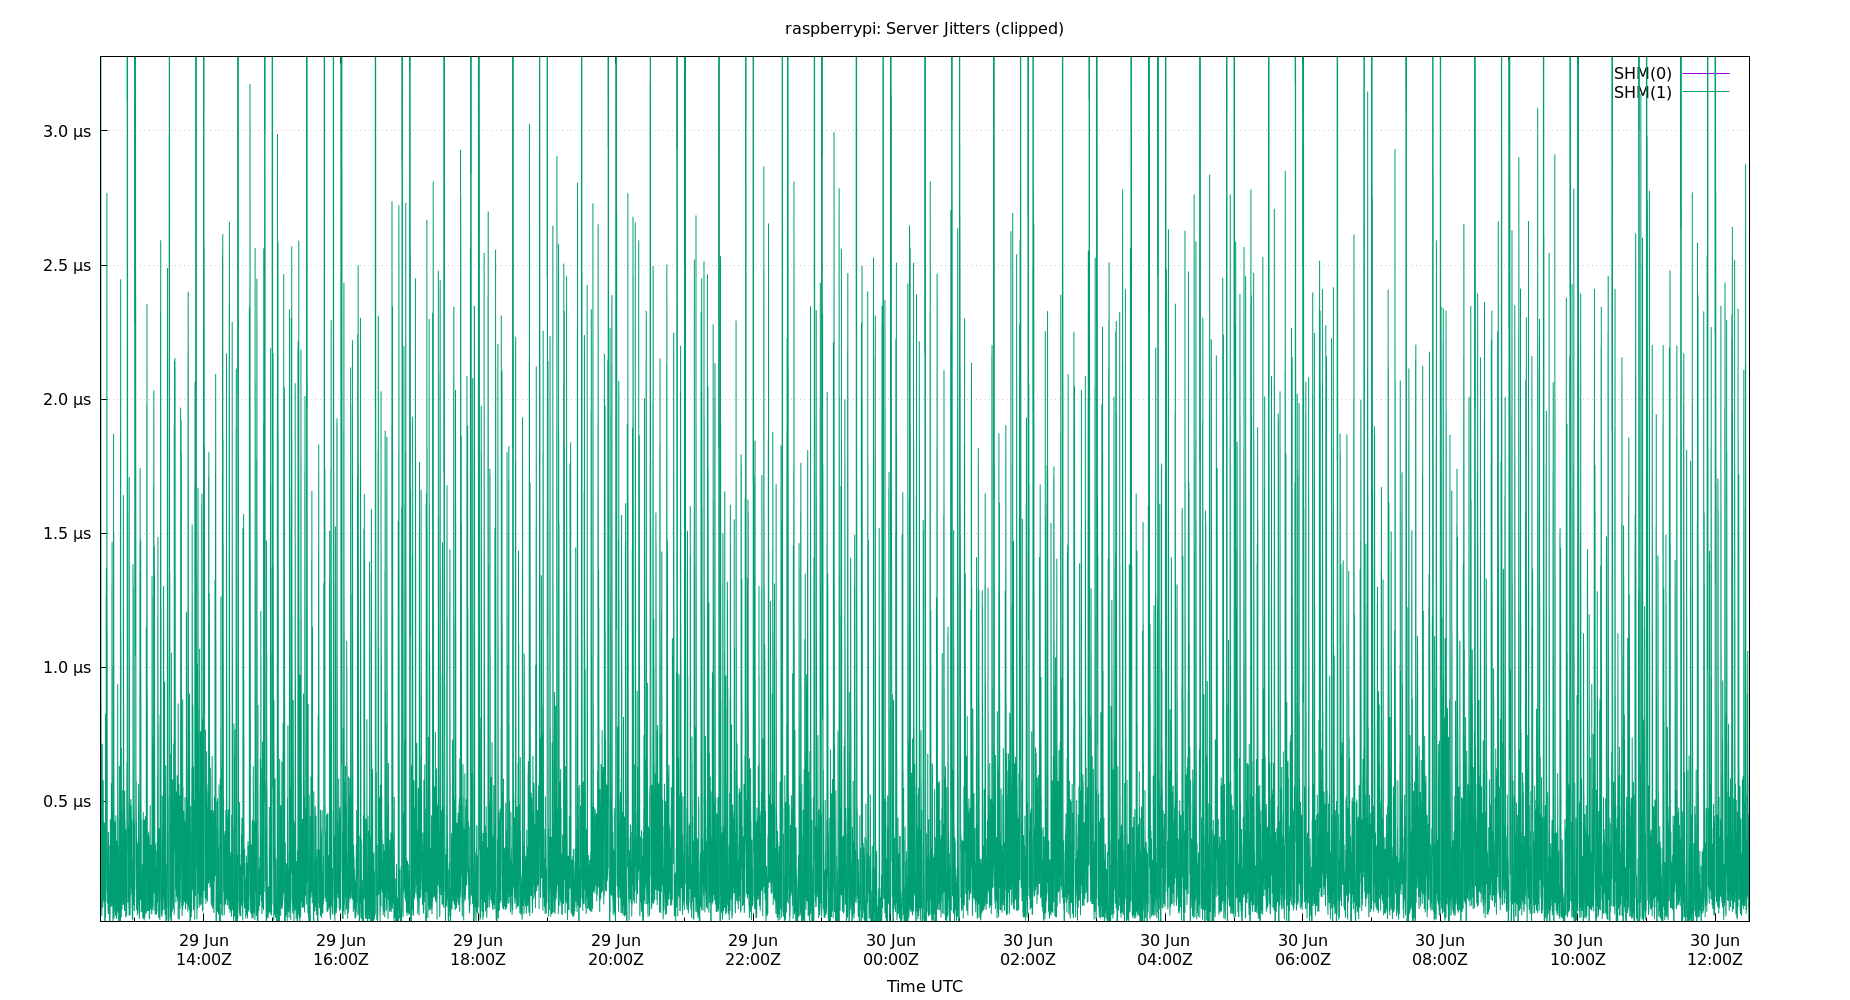 raspberrypi: Server Jitters (clipped)
SHM(0)
SHM(1)
3.0 µs
2.5 µs
2.0 µs
1.5 µs
1.0 µs
0.5 µs
29 Jun 29 Jun 29 Jun 29 Jun 29 Jun 30 Jun 30 Jun 30 Jun 30 Jun 30 Jun 30 Jun 30 Jun
14:00Z 16:00Z 18:00Z 20:00Z 22:00Z 00:00Z 02:00Z 04:00Z 06:00Z 08:00Z 10:00Z 12:00Z
Time UTC